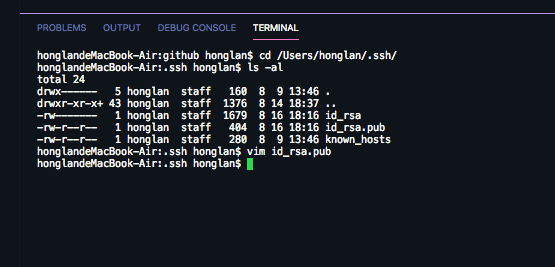 PROBLEMS OUTPUT DEBUG CONSOLE TERMINAL
honglandeMacBook-Air:github honglan$ cd /Users/honglan/.ssh/
honglandeMacBook-Air:.ssh honglan$ ls -al
total 24
drwx------   5 honglan  staff   160  8  9 13:46 .
drwxr-xr-x+ 43 honglan  staff  1376  8 14 18:37 ..
-rw-------   1 honglan  staff  1679  8 16 18:16 id_rsa
-rw-r--r--   1 honglan  staff   404  8 16 18:16 id_rsa.pub
-rw-r--r--   1 honglan  staff   280  8  9 13:46 known_hosts
honglandeMacBook-Air:.ssh honglan$ vim id_rsa.pub
honglandeMacBook-Air:.ssh honglan$